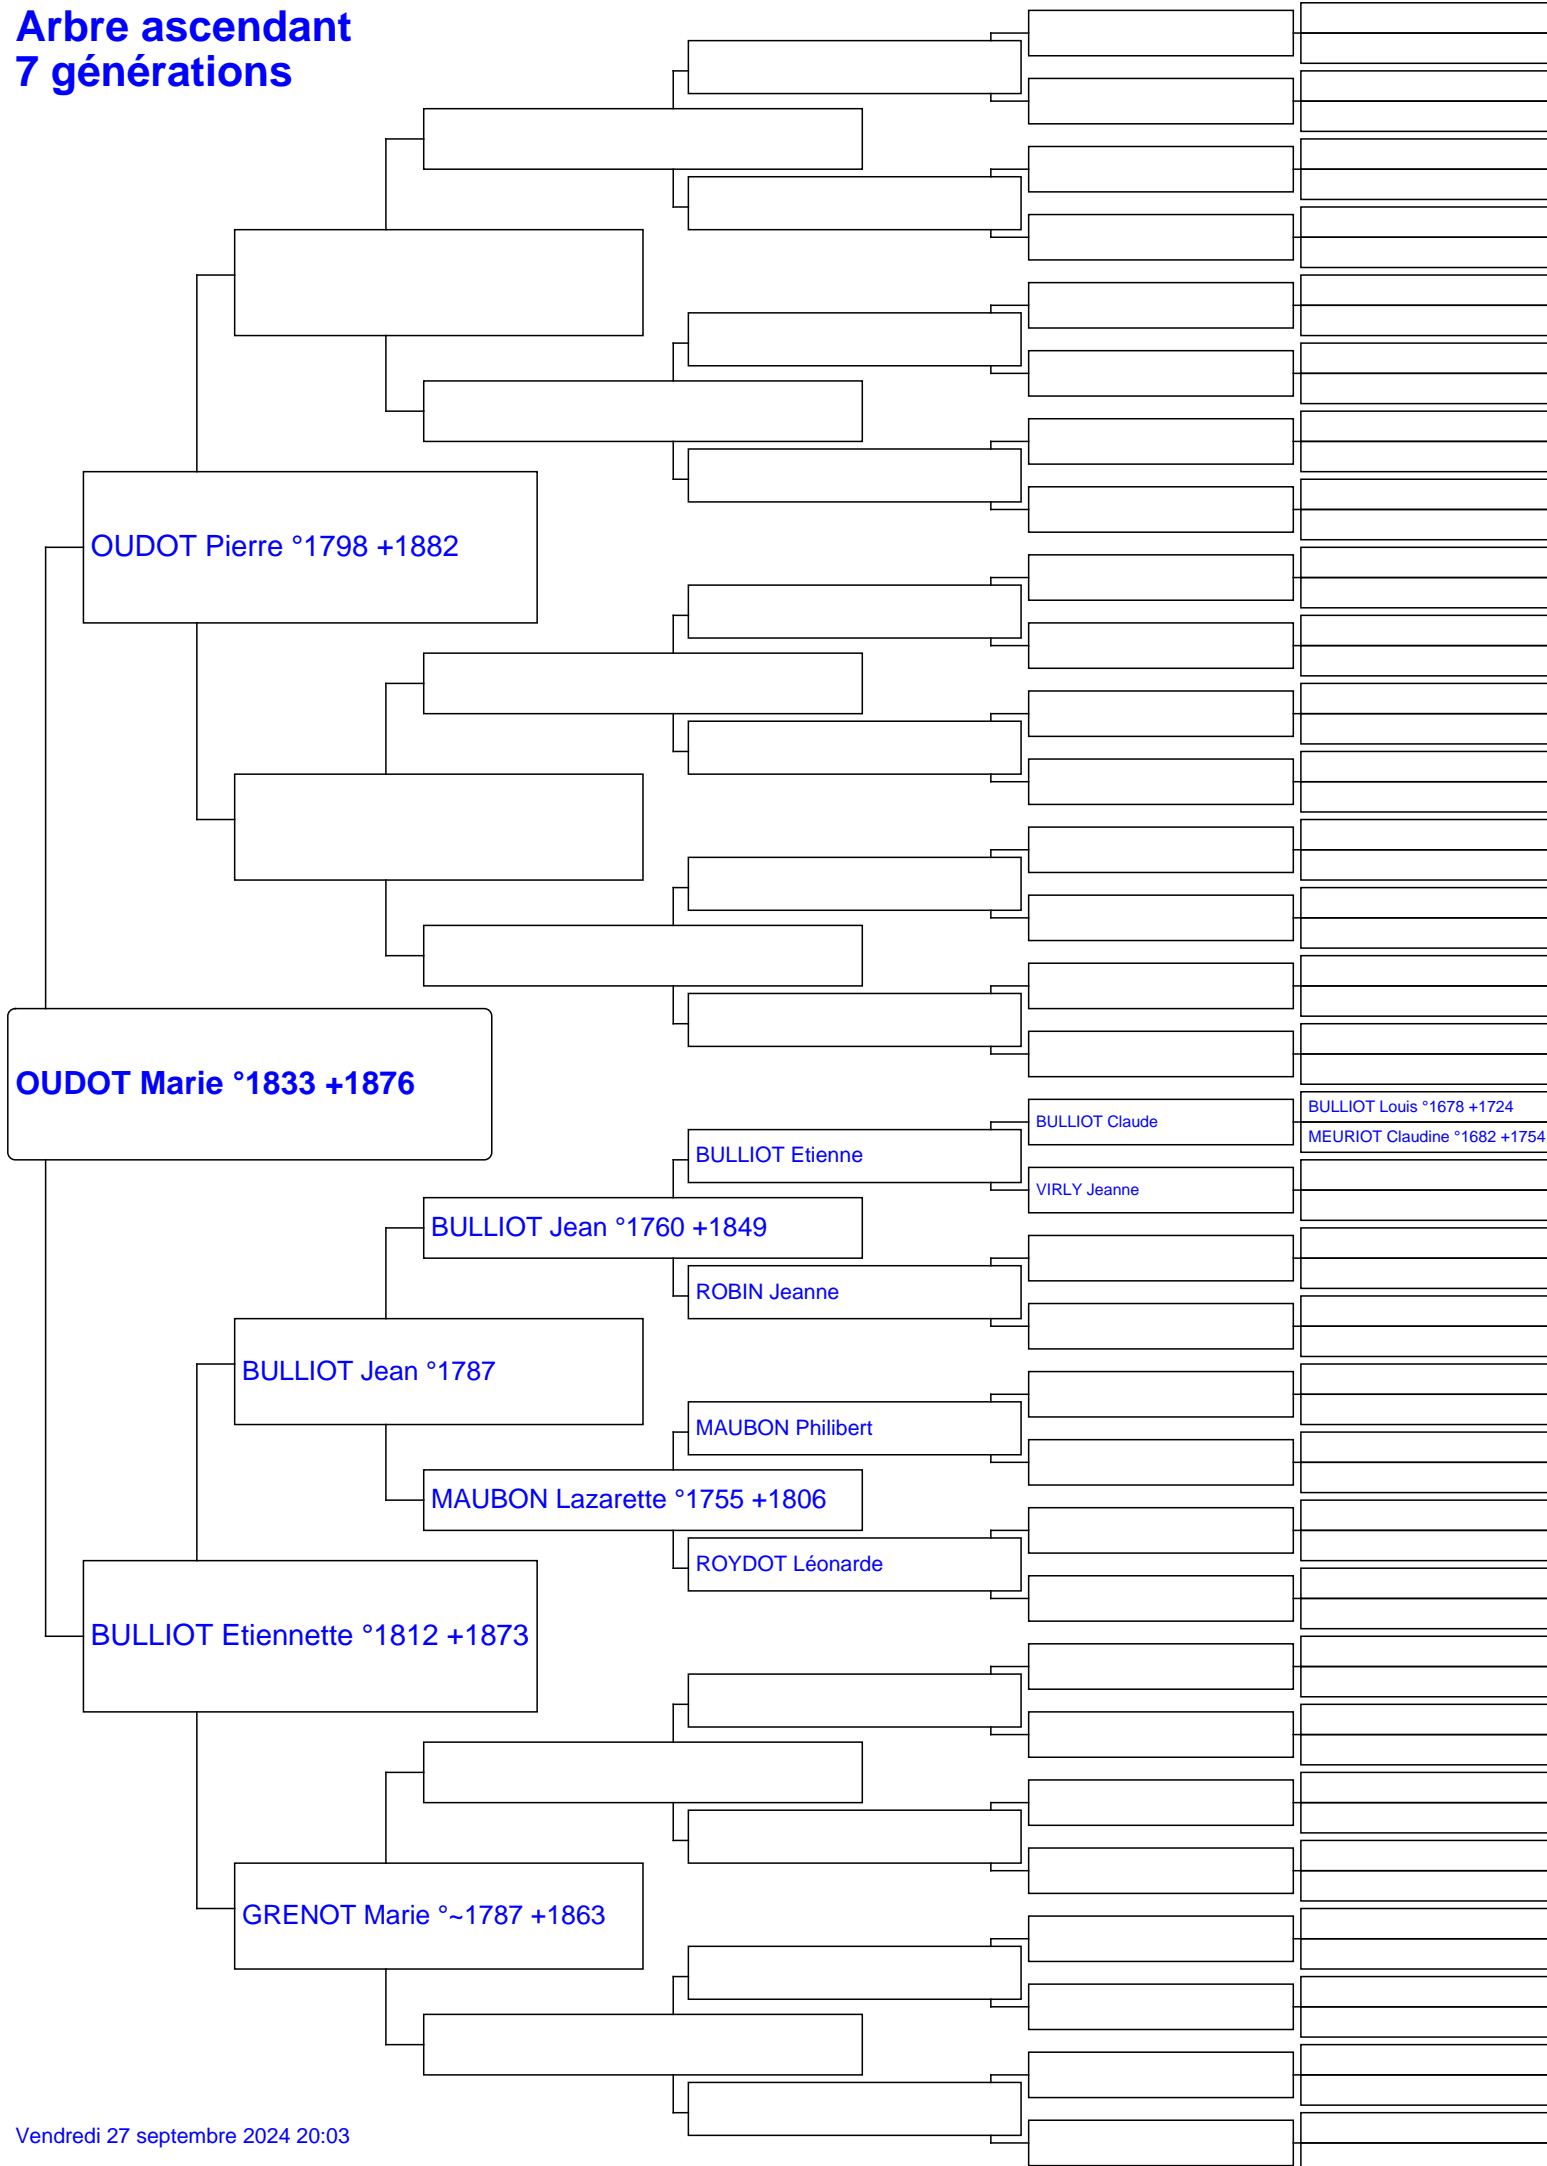 Arbre ascendant
7 générations
OUDOT Pierre °1798 +1882
OUDOT Marie °1833 +1876
BULLIOT Louis °1678 +1724
BULLIOT Claude
MEURIOT Claudine °1682 +1754
BULLIOT Etienne
VIRLY Jeanne
BULLIOT Jean °1760 +1849
ROBIN Jeanne
BULLIOT Jean °1787
MAUBON Philibert
MAUBON Lazarette °1755 +1806
ROYDOT Léonarde
BULLIOT Etiennette °1812 +1873
GRENOT Marie °~1787 +1863
Vendredi 27 septembre 2024 20:03